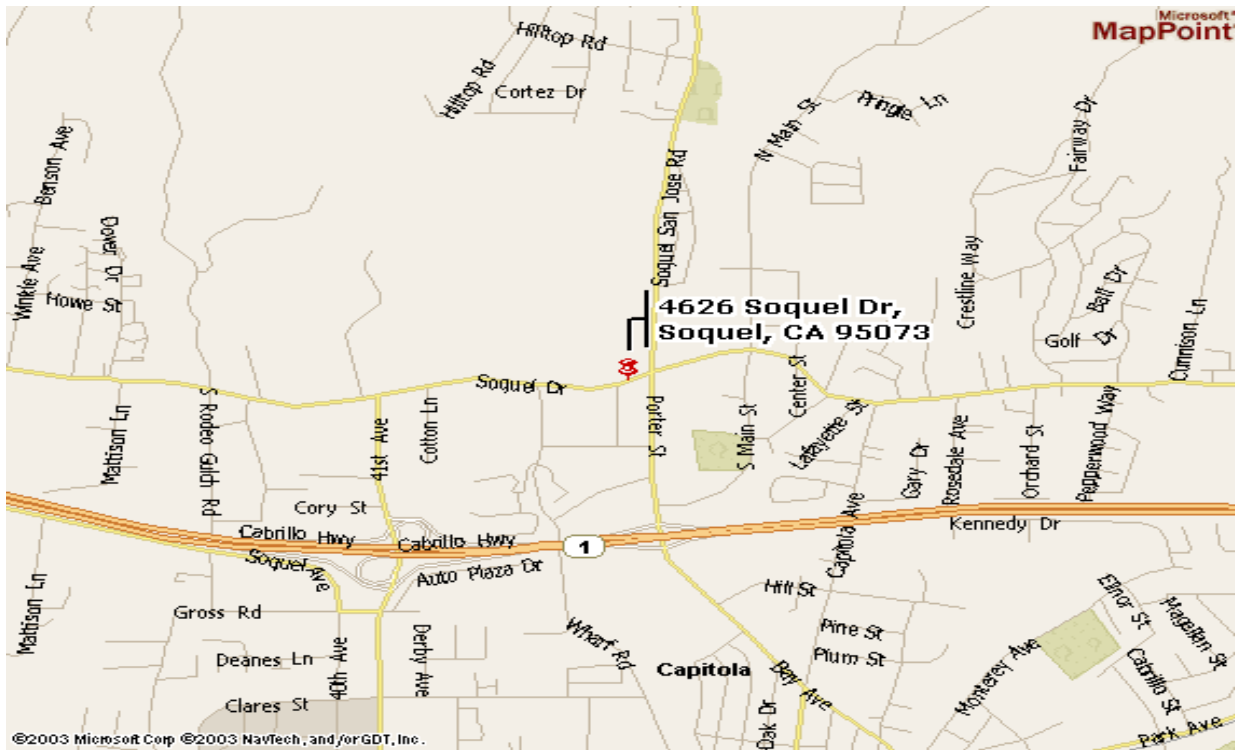 Microsoft®
MapPoint®
Hilltop Rd
Hilltop Rd
Cortez Dr
N Main St
Pringle Ln
Fairway Dr
Benson Ave
Soquel San Jose Rd
Dover Dr
Winkle Ave
Howe St
Crestline Way
Ball Dr
Golf Dr
Cunnison Ln
4626 Soquel Dr,
Soquel, CA 95073
Soquel Dr
Mattison Ln
S Rodeo Gulch Rd
41st Ave
Cotton Ln
Porter St
S Main St
Center St
Lafayette St
Gary Dr
Rosedale Ave
Orchard St
Pepperwood Way
Cory St
Cabrillo Hwy
Cabrillo Hwy
1
Capitola Ave
Kennedy Dr
Soquel Ave
Auto Plaza Dr
Mattison Ln
Gross Rd
Hill St
Elinor St
Magellan St
Deanes Ln
40th Ave
Derby Ave
Wharf Rd
Pine St
Plum St
Capitola
Bay Ave
Oak Dr
Monterey Ave
Cabrillo St
Clares St
Park Ave
©2003 Microsoft Corp ©2003 NavTech, and/or GDT, Inc.